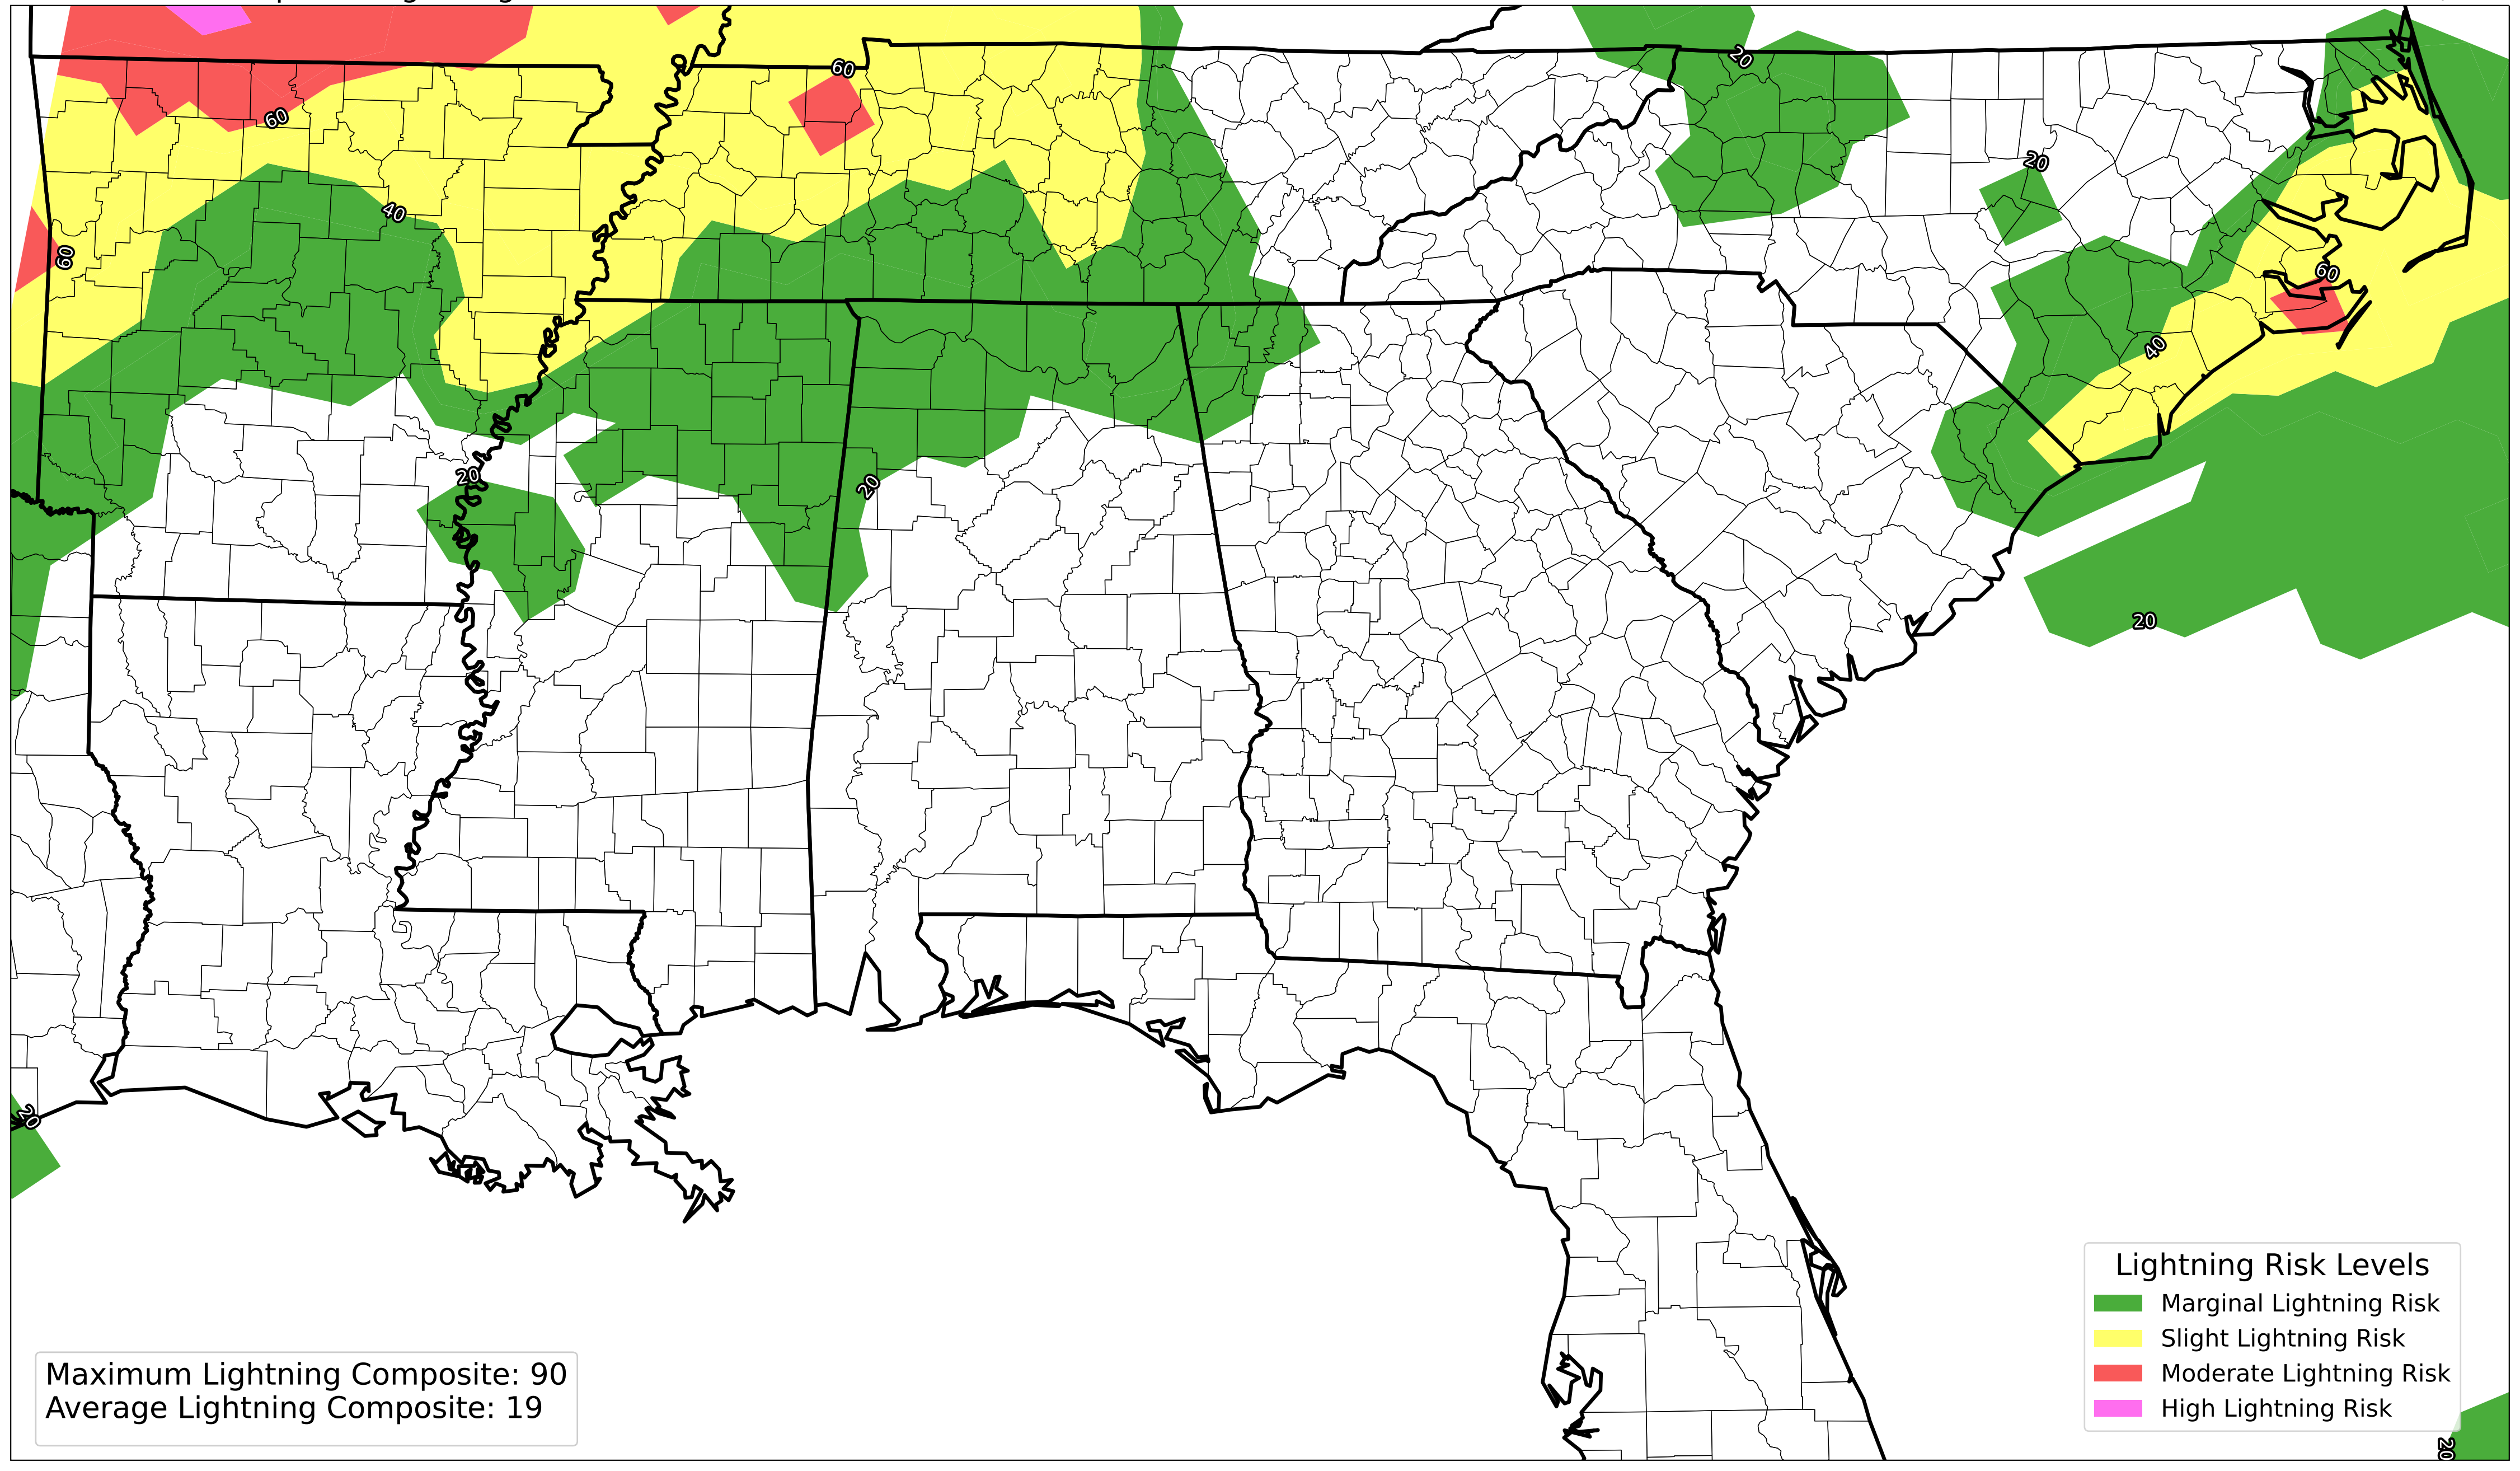 20
60
60
20
40
60
60
40
20
20
20
20
Lightning Risk Levels
Marginal Lightning Risk
Slight Lightning Risk
Moderate Lightning Risk
High Lightning Risk
Maximum Lightning Composite: 90
Average Lightning Composite: 19
20